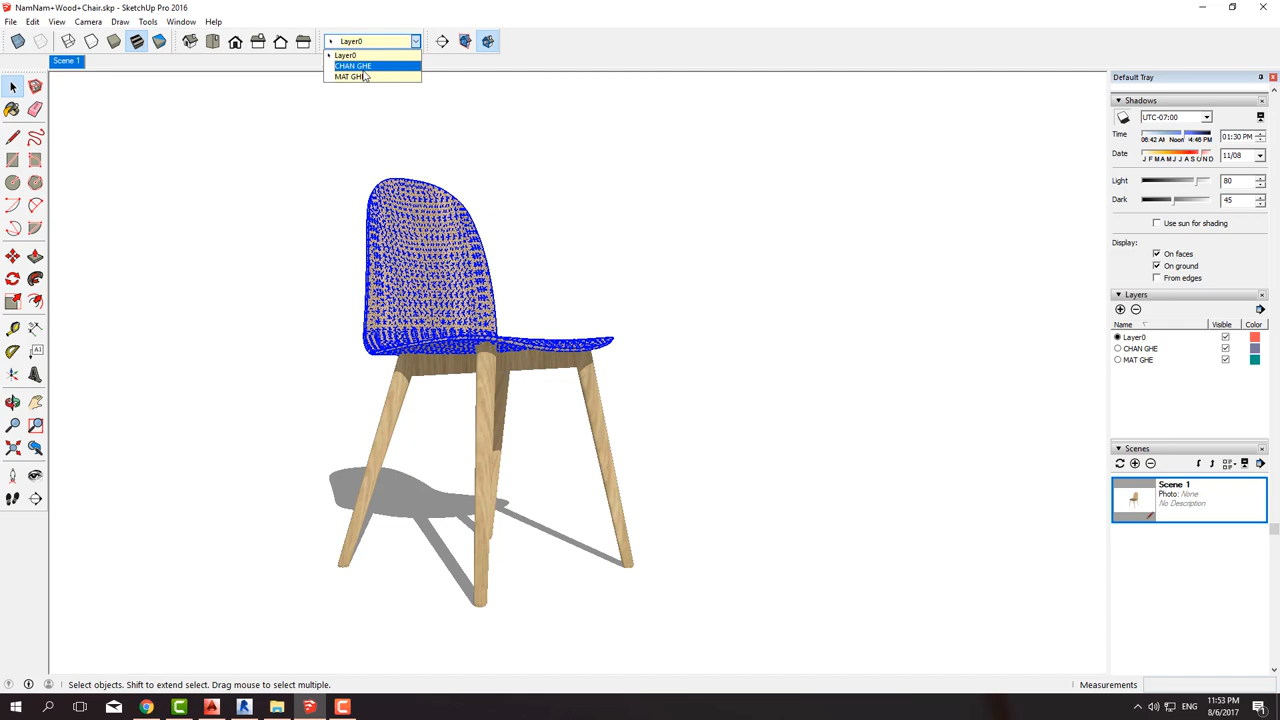 NamNam+Wood+Chair.skp - SketchUp Pro 2016
File Edit View Camera Draw Tools Window Help
Layer0
Layer0
CHAN GHE
MAT GHE
Scene 1
Default Tray
Shadows
UTC-07:00
Time 06:42 AM Noon 4:46 PM 01:30 PM
Date J F M A M J J A S O N D 11/08
Light 80
Dark 45
Use sun for shading
Display:
On faces
On ground
From edges
Layers
Name Visible Color
Layer0
CHAN GHE
MAT GHE
Scenes
Scene 1
Photo: None
No Description
Select objects. Shift to extend select. Drag mouse to select multiple.
Measurements
ENG
11:53 PM
8/6/2017